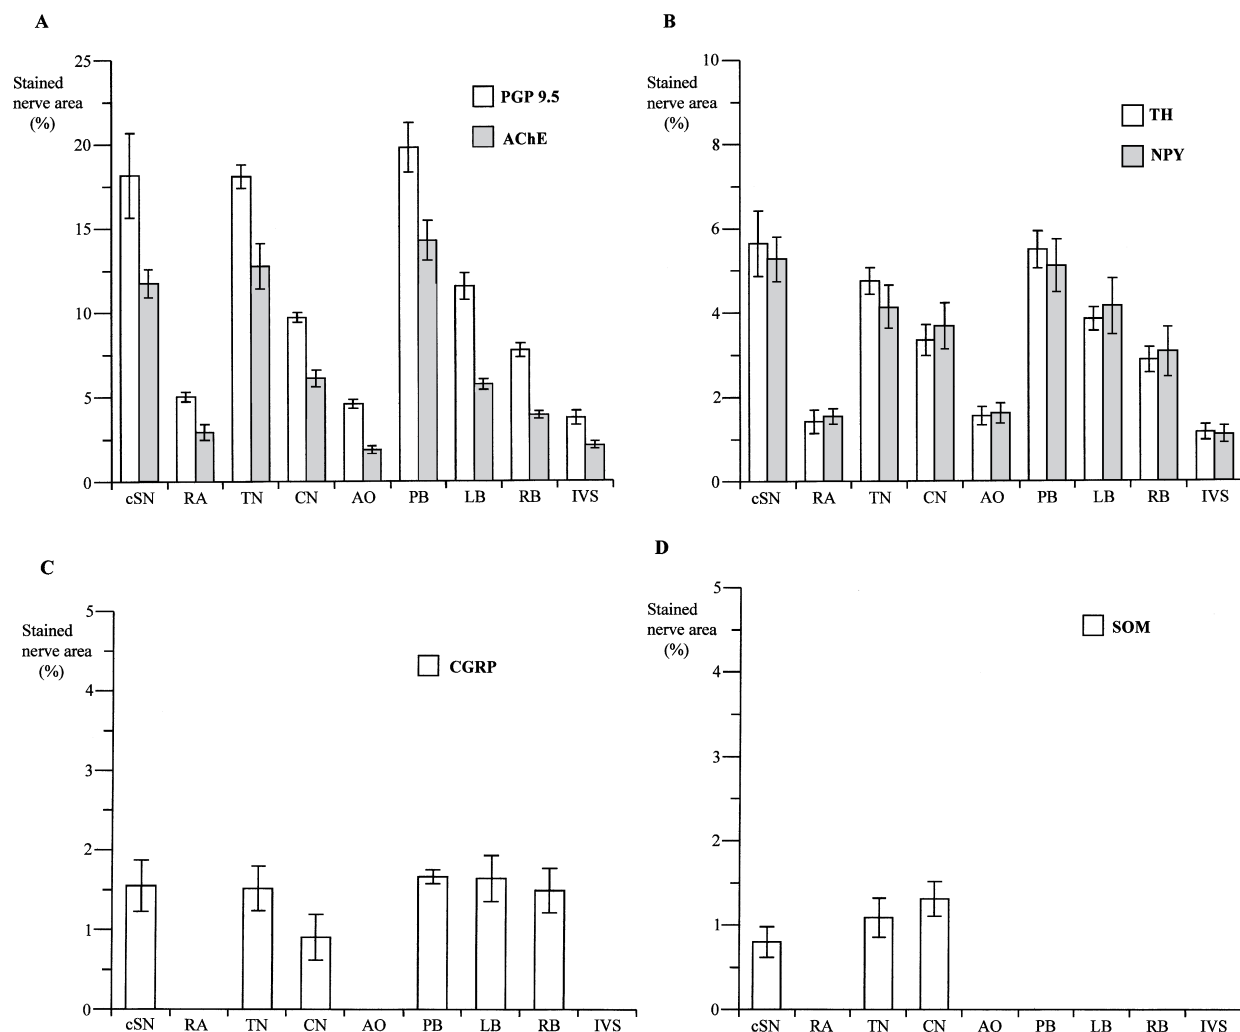 A
Stained
nerve area
(%)
25
20
15
10
5
0
PGP 9.5
AChE
cSN RA TN CN AO PB LB RB IVS
B
Stained
nerve area
(%)
10
8
6
4
2
0
TH
NPY
cSN RA TN CN AO PB LB RB IVS
C
Stained
nerve area
(%)
5
4
3
2
1
0
CGRP
cSN RA TN CN AO PB LB RB IVS
D
Stained
nerve area
(%)
5
4
3
2
1
0
SOM
cSN RA TN CN AO PB LB RB IVS